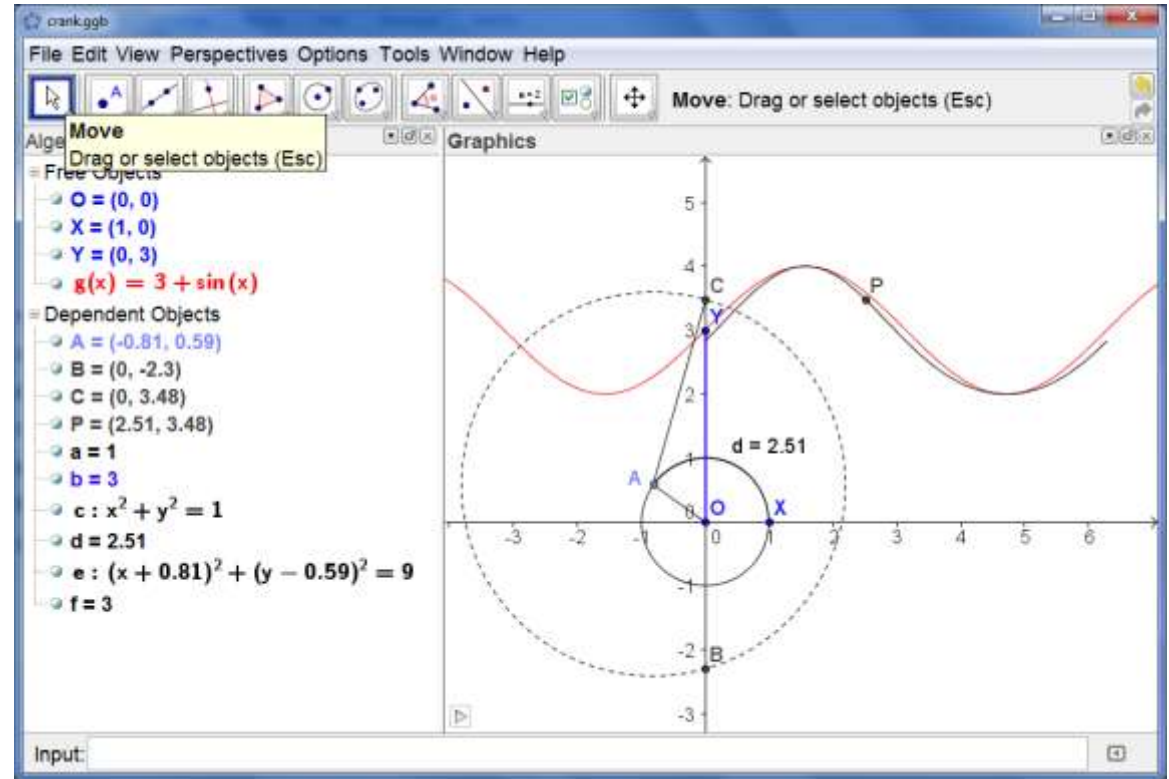 crank.ggb
File Edit View Perspectives Options Tools Window Help
A
a=2
Move: Drag or select objects (Esc)
Move
Drag or select objects (Esc)
Alge
Graphics
Free Objects
O = (0, 0)
X = (1, 0)
Y = (0, 3)
g(x) = 3 + sin (x)
Dependent Objects
A = (-0.81, 0.59)
B = (0, -2.3)
C = (0, 3.48)
P = (2.51, 3.48)
a = 1
b = 3
c : x² + y² = 1
d = 2.51
e : (x + 0.81)² + (y − 0.59)² = 9
f = 3
5
4
C
P
Y
3
2
d = 2.51
1
A
0
O
X
-3 -2 -1 0 1 2 3 4 5 6
-1
-2
B
-3
Input: